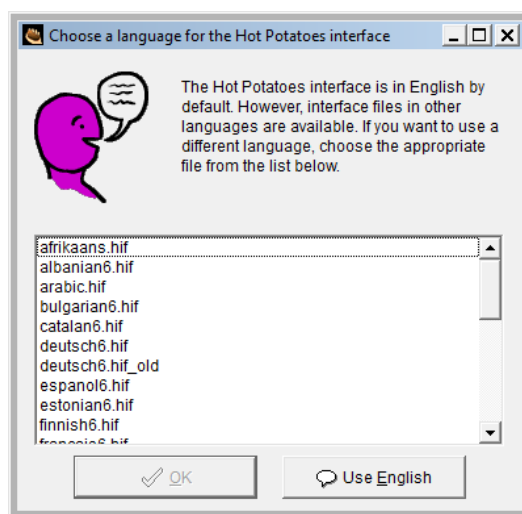 Choose a language for the Hot Potatoes interface
The Hot Potatoes interface is in English by
default. However, interface files in other
languages are available. If you want to use a
different language, choose the appropriate
file from the list below.
afrikaans.hif
albanian6.hif
arabic.hif
bulgarian6.hif
catalan6.hif
deutsch6.hif
deutsch6.hif_old
espanol6.hif
estonian6.hif
finnish6.hif
francais6.hif
OK
Use English